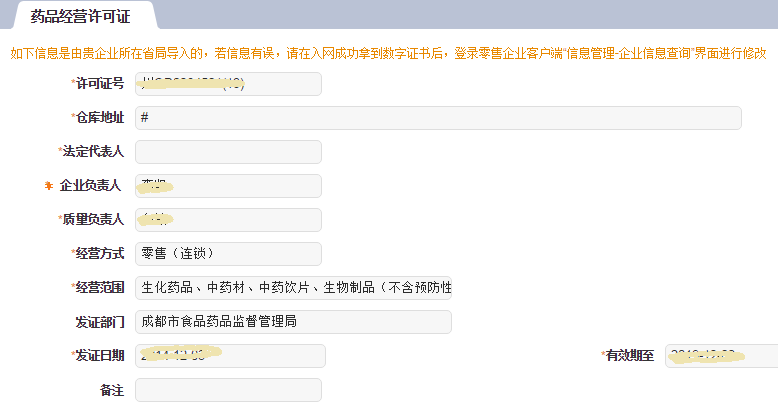 药品经营许可证
如下信息是由贵企业所在省局导入的，若信息有误，请在入网成功拿到数字证书后，登录零售企业客户端“信息管理-企业信息查询”界面进行修改
*许可证号
*仓库地址 #
*法定代表人
* 企业负责人
*质量负责人
*经营方式 零售（连锁）
*经营范围 生化药品、中药材、中药饮片、生物制品（不含预防性
发证部门 成都市食品药品监督管理局
*发证日期 *有效期至
备注